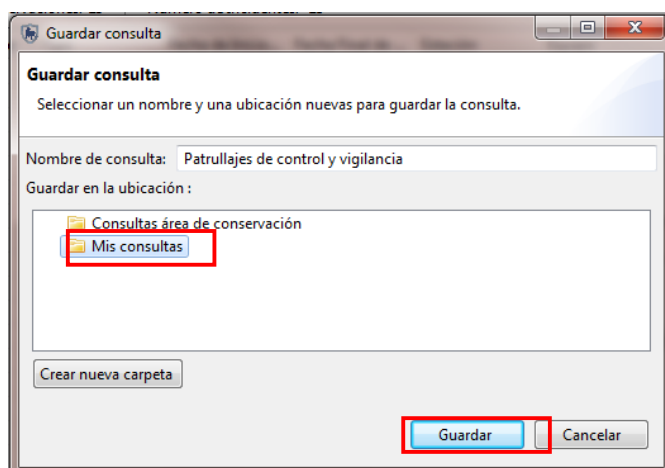 Guardar consulta
Guardar consulta
Seleccionar un nombre y una ubicación nuevas para guardar la consulta.
Nombre de consulta: Patrullajes de control y vigilancia
Guardar en la ubicación :
Consultas área de conservación
Mis consultas
Crear nueva carpeta
Guardar Cancelar